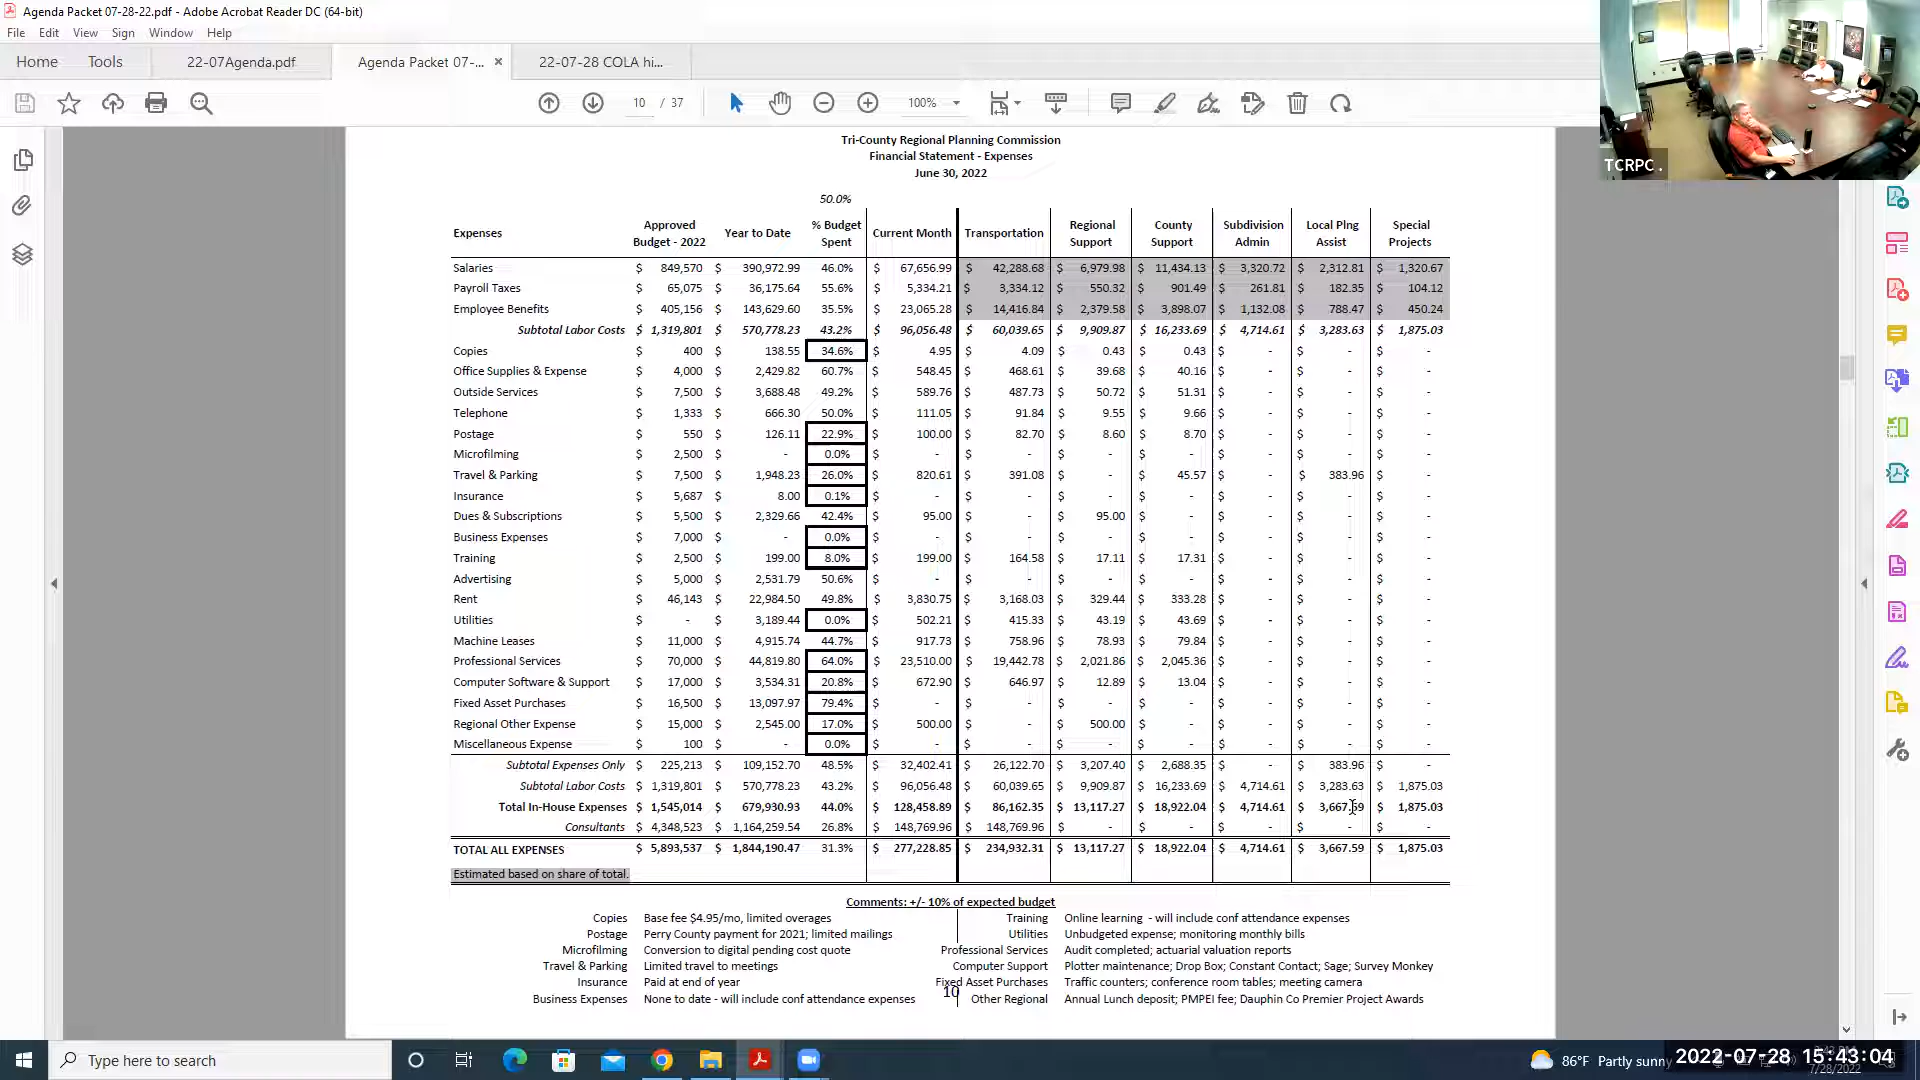 Agenda Packet 07-28-22.pdf - Adobe Acrobat Reader DC (64-bit)
File Edit View Sign Window Help
Home Tools 22-07Agenda.pdf Agenda Packet 07-... × 22-07-28 COLA hi...
10 / 37 100%
TCRPC .
Tri-County Regional Planning Commission
Financial Statement - Expenses
June 30, 2022
50.0%
Expenses Approved Budget - 2022 Year to Date % Budget Spent Current Month Transportation Regional Support County Support Subdivision Admin Local Plng Assist Special Projects
Salaries $ 849,570 $ 390,972.99 46.0% $ 67,656.99 $ 42,288.68 $ 6,979.98 $ 11,434.13 $ 3,320.72 $ 2,312.81 $ 1,320.67
Payroll Taxes $ 65,075 $ 36,175.64 55.6% $ 5,334.21 $ 3,334.12 $ 550.32 $ 901.49 $ 261.81 $ 182.35 $ 104.12
Employee Benefits $ 405,156 $ 143,629.60 35.5% $ 23,065.28 $ 14,416.84 $ 2,379.58 $ 3,898.07 $ 1,132.08 $ 788.47 $ 450.24
Subtotal Labor Costs $ 1,319,801 $ 570,778.23 43.2% $ 96,056.48 $ 60,039.65 $ 9,909.87 $ 16,233.69 $ 4,714.61 $ 3,283.63 $ 1,875.03
Copies $ 400 $ 138.55 34.6% $ 4.95 $ 4.09 $ 0.43 $ 0.43 $ - $ - $ -
Office Supplies & Expense $ 4,000 $ 2,429.82 60.7% $ 548.45 $ 468.61 $ 39.68 $ 40.16 $ - $ - $ -
Outside Services $ 7,500 $ 3,688.48 49.2% $ 589.76 $ 487.73 $ 50.72 $ 51.31 $ - $ - $ -
Telephone $ 1,333 $ 666.30 50.0% $ 111.05 $ 91.84 $ 9.55 $ 9.66 $ - $ - $ -
Postage $ 550 $ 126.11 22.9% $ 100.00 $ 82.70 $ 8.60 $ 8.70 $ - $ - $ -
Microfilming $ 2,500 $ - 0.0% $ - $ - $ - $ - $ - $ - $ -
Travel & Parking $ 7,500 $ 1,948.23 26.0% $ 820.61 $ 391.08 $ - $ 45.57 $ - $ 383.96 $ -
Insurance $ 5,687 $ 8.00 0.1% $ - $ - $ - $ - $ - $ - $ -
Dues & Subscriptions $ 5,500 $ 2,329.66 42.4% $ 95.00 $ - $ 95.00 $ - $ - $ - $ -
Business Expenses $ 7,000 $ - 0.0% $ - $ - $ - $ - $ - $ - $ -
Training $ 2,500 $ 199.00 8.0% $ 199.00 $ 164.58 $ 17.11 $ 17.31 $ - $ - $ -
Advertising $ 5,000 $ 2,531.79 50.6% $ - $ - $ - $ - $ - $ - $ -
Rent $ 46,143 $ 22,984.50 49.8% $ 3,830.75 $ 3,168.03 $ 329.44 $ 333.28 $ - $ - $ -
Utilities $ - $ 3,189.44 0.0% $ 502.21 $ 415.33 $ 43.19 $ 43.69 $ - $ - $ -
Machine Leases $ 11,000 $ 4,915.74 44.7% $ 917.73 $ 758.96 $ 78.93 $ 79.84 $ - $ - $ -
Professional Services $ 70,000 $ 44,819.80 64.0% $ 23,510.00 $ 19,442.78 $ 2,021.86 $ 2,045.36 $ - $ - $ -
Computer Software & Support $ 17,000 $ 3,534.31 20.8% $ 672.90 $ 646.97 $ 12.89 $ 13.04 $ - $ - $ -
Fixed Asset Purchases $ 16,500 $ 13,097.97 79.4% $ - $ - $ - $ - $ - $ - $ -
Regional Other Expense $ 15,000 $ 2,545.00 17.0% $ 500.00 $ - $ 500.00 $ - $ - $ - $ -
Miscellaneous Expense $ 100 $ - 0.0% $ - $ - $ - $ - $ - $ - $ -
Subtotal Expenses Only $ 225,213 $ 109,152.70 48.5% $ 32,402.41 $ 26,122.70 $ 3,207.40 $ 2,688.35 $ - $ 383.96 $ -
Subtotal Labor Costs $ 1,319,801 $ 570,778.23 43.2% $ 96,056.48 $ 60,039.65 $ 9,909.87 $ 16,233.69 $ 4,714.61 $ 3,283.63 $ 1,875.03
Total In-House Expenses $ 1,545,014 $ 679,930.93 44.0% $ 128,458.89 $ 86,162.35 $ 13,117.27 $ 18,922.04 $ 4,714.61 $ 3,667.59 $ 1,875.03
Consultants $ 4,348,523 $ 1,164,259.54 26.8% $ 148,769.96 $ 148,769.96 $ - $ - $ - $ - $ -
TOTAL ALL EXPENSES $ 5,893,537 $ 1,844,190.47 31.3% $ 277,228.85 $ 234,932.31 $ 13,117.27 $ 18,922.04 $ 4,714.61 $ 3,667.59 $ 1,875.03
Estimated based on share of total.
Comments: +/- 10% of expected budget
Copies Base fee $4.95/mo, limited overages Training Online learning - will include conf attendance expenses
Postage Perry County payment for 2021; limited mailings Utilities Unbudgeted expense; monitoring monthly bills
Microfilming Conversion to digital pending cost quote Professional Services Audit completed; actuarial valuation reports
Travel & Parking Limited travel to meetings Computer Support Plotter maintenance; Drop Box; Constant Contact; Sage; Survey Monkey
Insurance Paid at end of year Fixed Asset Purchases Traffic counters; conference room tables; meeting camera
Business Expenses None to date - will include conf attendance expenses Other Regional Annual Lunch deposit; PMPEI fee; Dauphin Co Premier Project Awards
10
Type here to search 86°F Partly sunny 2022-07-28 15:43:04
7/28/2022